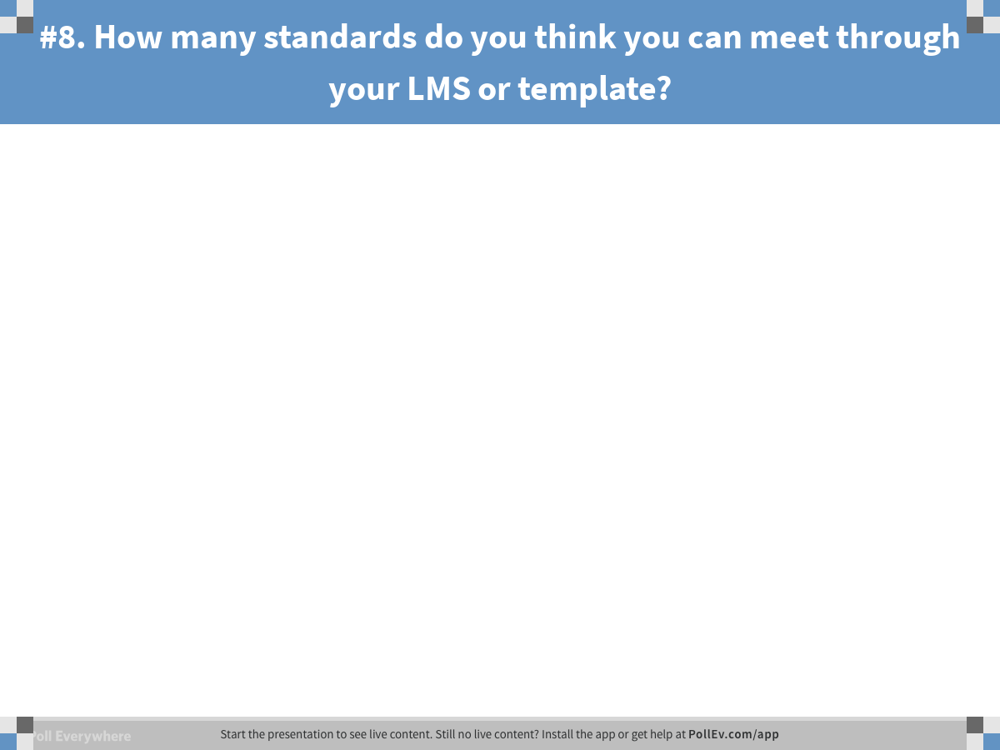 #8. How many standards do you think you can meet through
your LMS or template?
Poll Everywhere
Start the presentation to see live content. Still no live content? Install the app or get help at PollEv.com/app